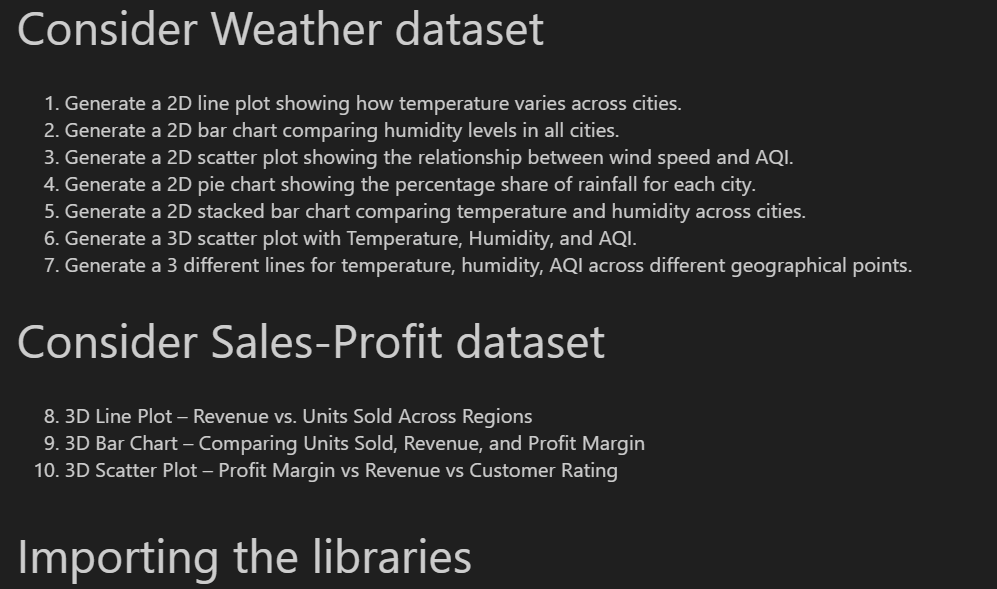 Consider Weather dataset
1. Generate a 2D line plot showing how temperature varies across cities.
2. Generate a 2D bar chart comparing humidity levels in all cities.
3. Generate a 2D scatter plot showing the relationship between wind speed and AQI.
4. Generate a 2D pie chart showing the percentage share of rainfall for each city.
5. Generate a 2D stacked bar chart comparing temperature and humidity across cities.
6. Generate a 3D scatter plot with Temperature, Humidity, and AQI.
7. Generate a 3 different lines for temperature, humidity, AQI across different geographical points.
Consider Sales-Profit dataset
8. 3D Line Plot – Revenue vs. Units Sold Across Regions
9. 3D Bar Chart – Comparing Units Sold, Revenue, and Profit Margin
10. 3D Scatter Plot – Profit Margin vs Revenue vs Customer Rating
Importing the libraries